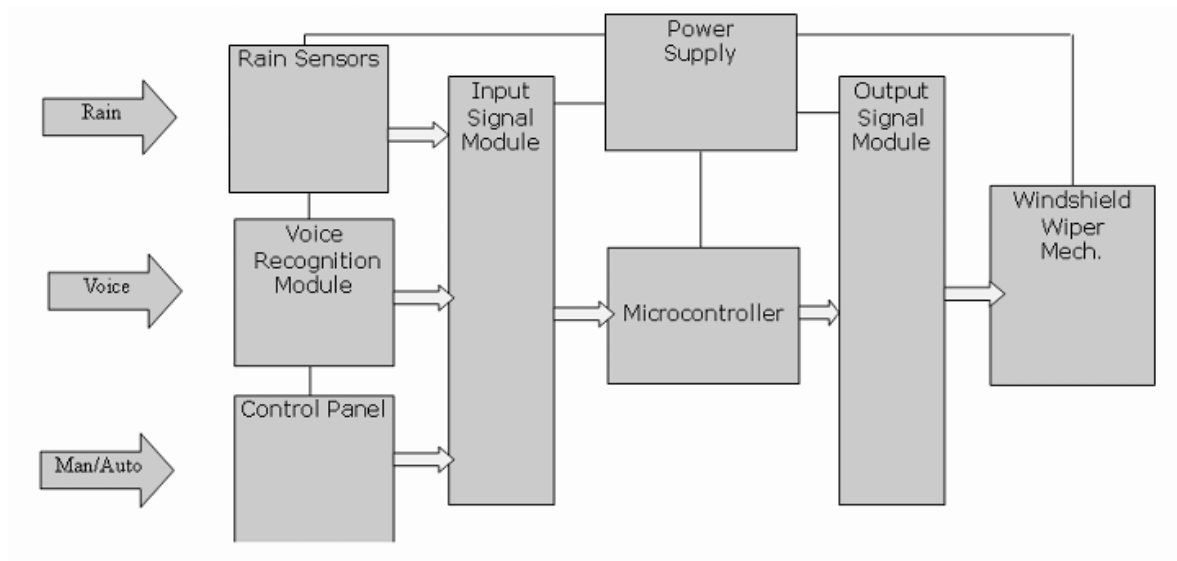 Rain
Voice
Man/Auto
Rain Sensors
Voice
Recognition
Module
Control Panel
Input
Signal
Module
Power
Supply
Microcontroller
Output
Signal
Module
Windshield
Wiper
Mech.